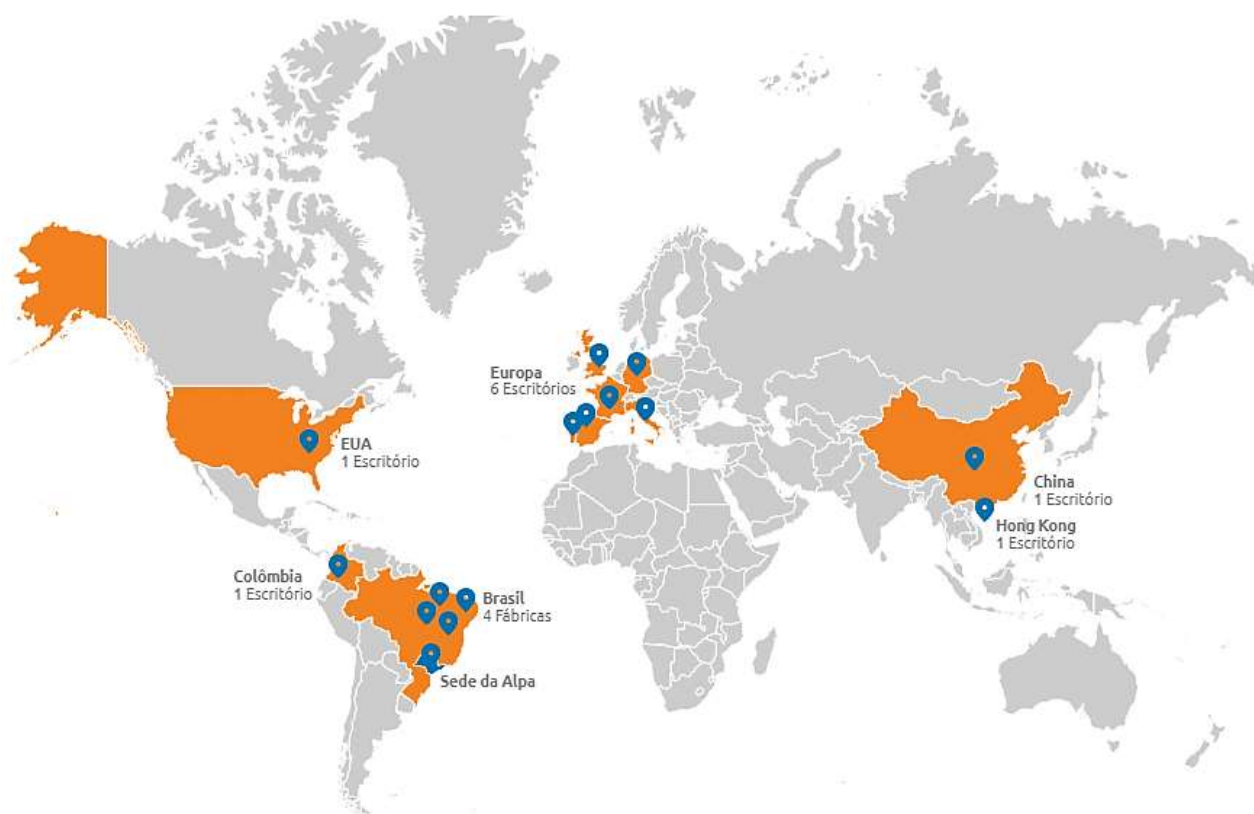 Europa
6 Escritórios
EUA
1 Escritório
China
1 Escritório
Hong Kong
1 Escritório
Colômbia
1 Escritório
Brasil
4 Fábricas
Sede da Alpa